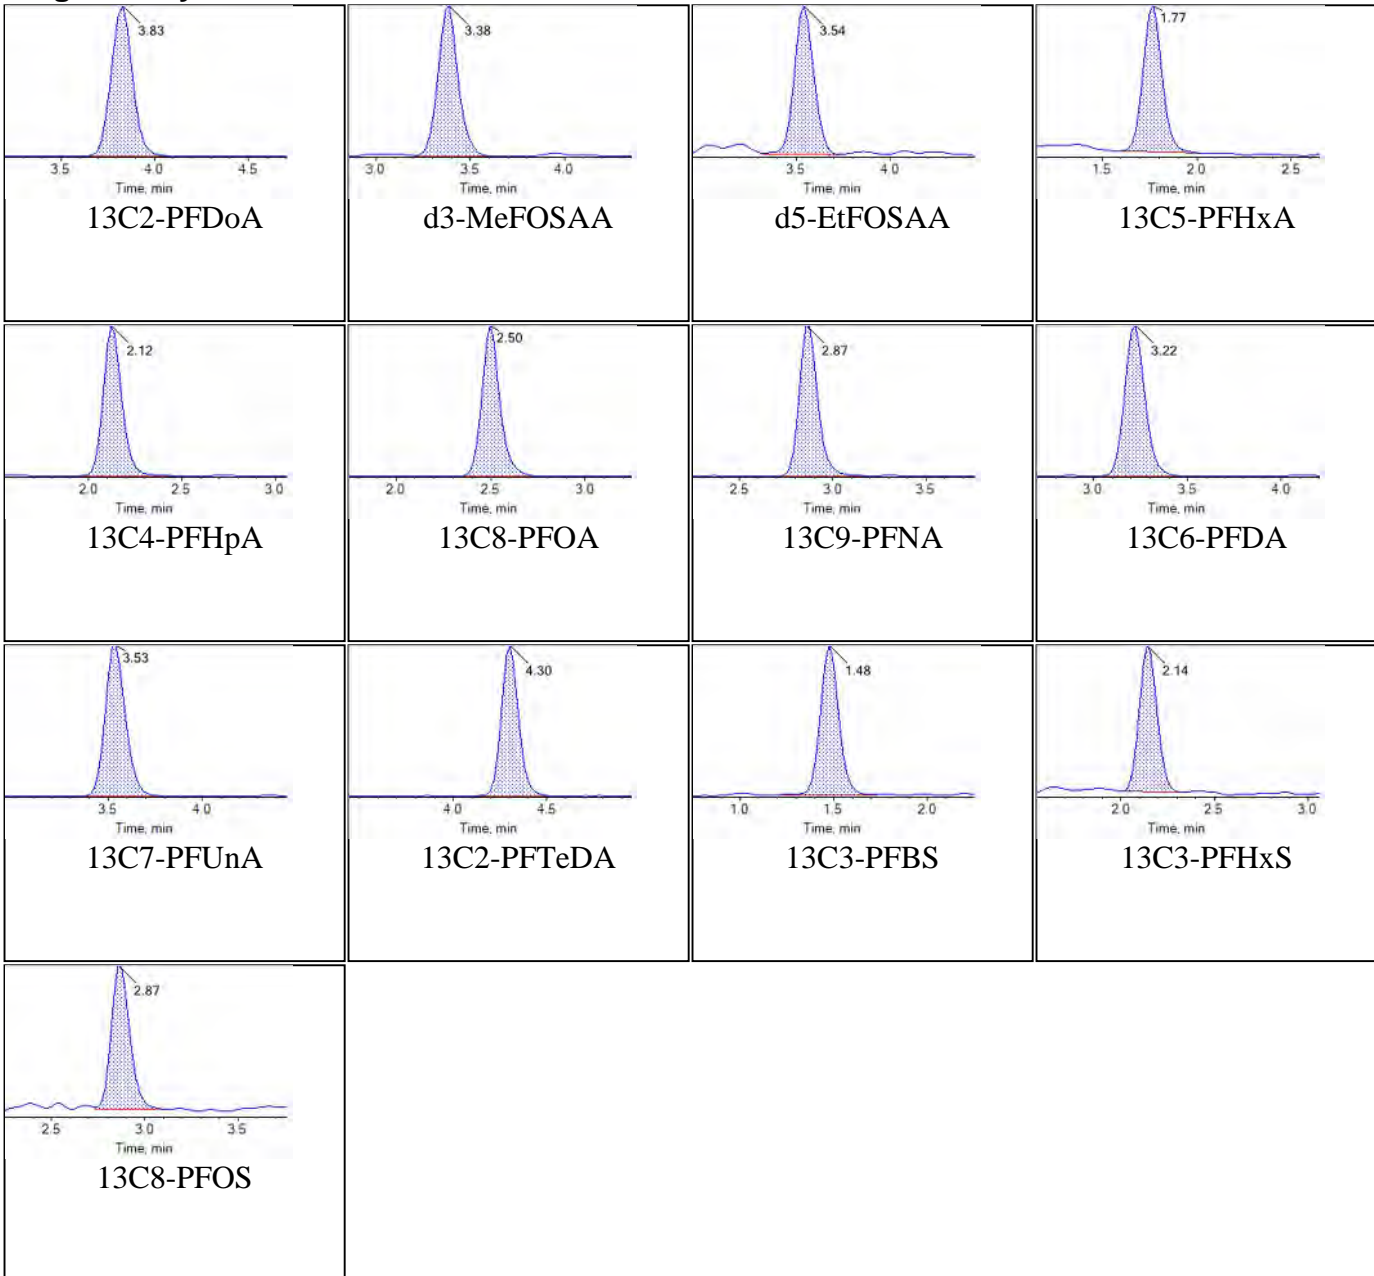 3.83
3.5 4.0 4.5
Time, min
13C2-PFDoA
3.38
3.0 3.5 4.0
Time, min
d3-MeFOSAA
3.54
3.5 4.0
Time, min
d5-EtFOSAA
1.77
1.5 2.0 2.5
Time, min
13C5-PFHxA
2.12
2.0 2.5 3.0
Time, min
13C4-PFHpA
2.50
2.0 2.5 3.0
Time, min
13C8-PFOA
2.87
2.5 3.0 3.5
Time, min
13C9-PFNA
3.22
3.0 3.5 4.0
Time, min
13C6-PFDA
3.53
3.5 4.0
Time, min
13C7-PFUnA
4.30
4.0 4.5
Time, min
13C2-PFTeDA
1.48
1.0 1.5 2.0
Time, min
13C3-PFBS
2.14
2.0 2.5 3.0
Time, min
13C3-PFHxS
2.87
2.5 3.0 3.5
Time, min
13C8-PFOS